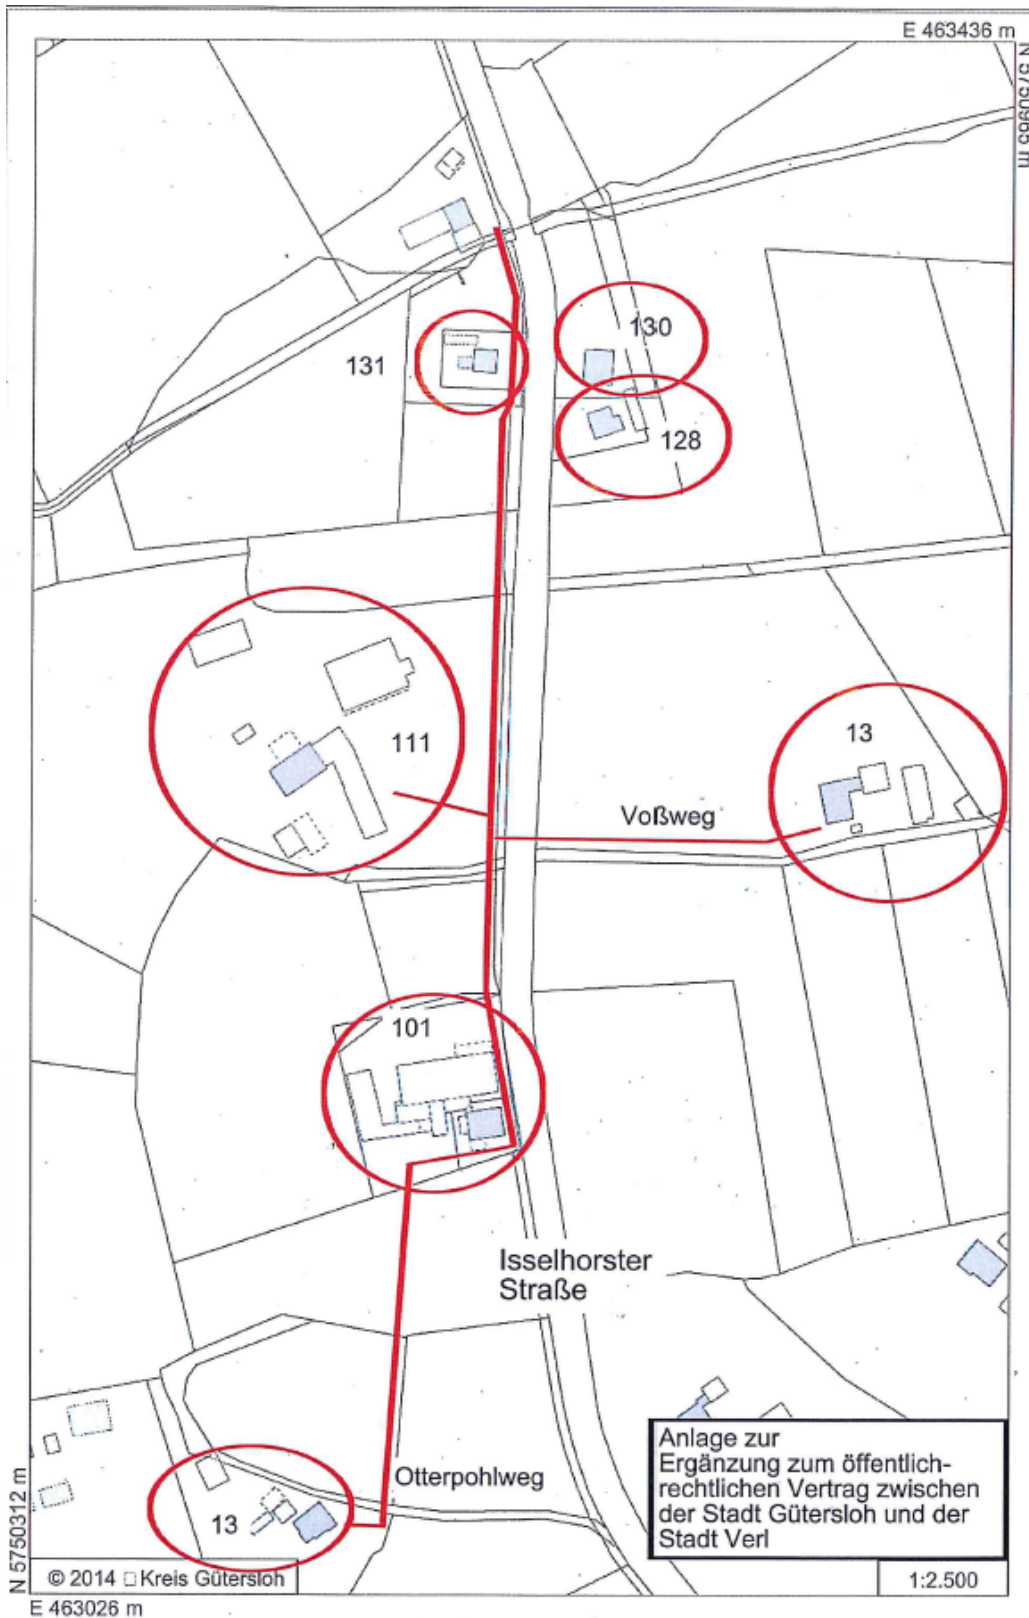 E 463436 m
N 5750965 m
130
131
128
111
13
Voßweg
101
Isselhorster
Straße
Otterpohlweg
13
Anlage zur
Ergänzung zum öffentlich-
rechtlichen Vertrag zwischen
der Stadt Gütersloh und der
Stadt Verl
N 5750312 m
© 2014 □ Kreis Gütersloh
1:2.500
E 463026 m